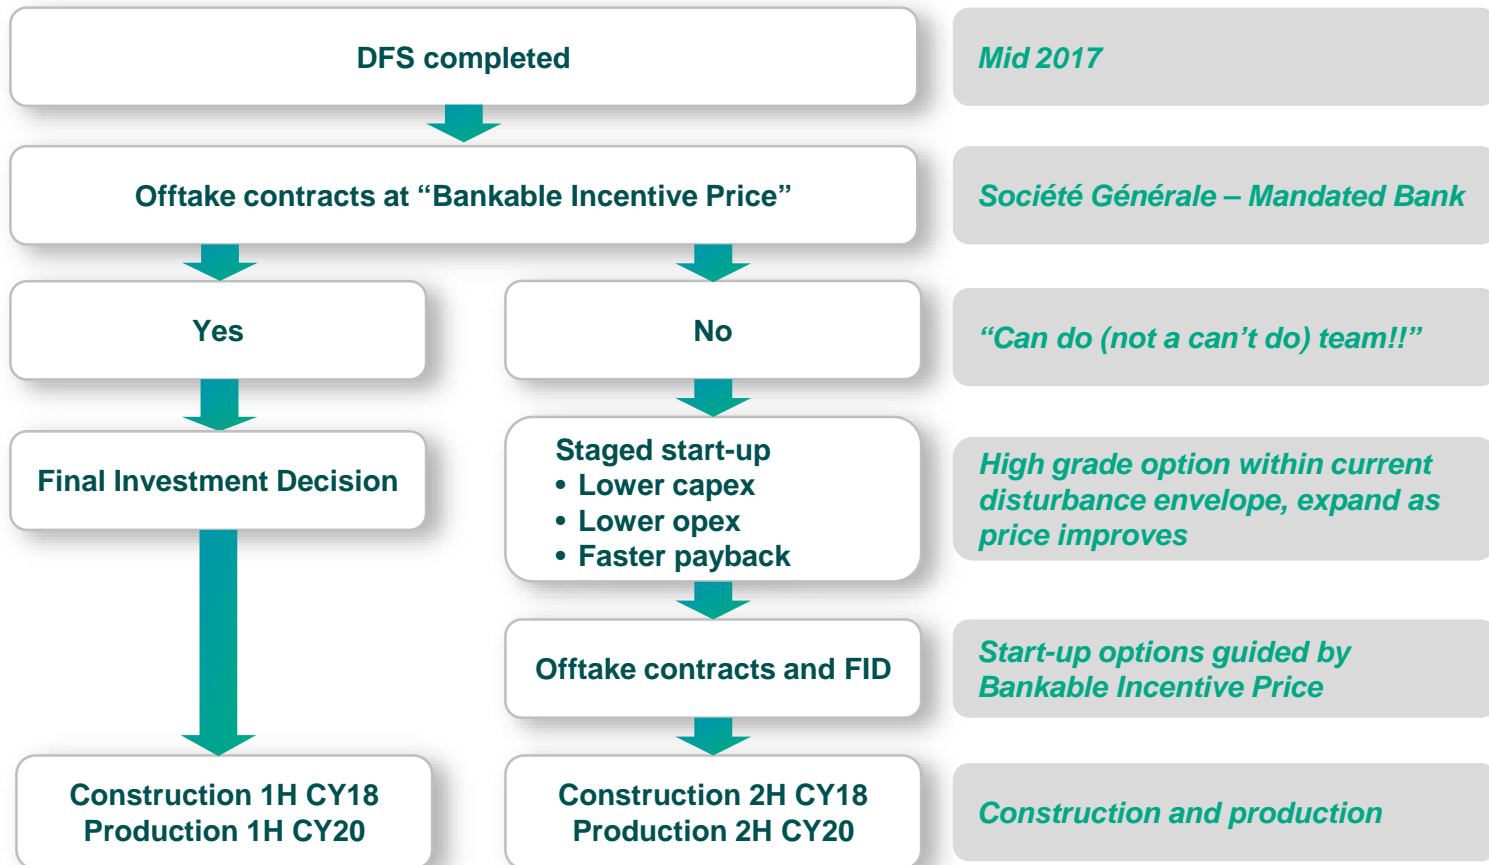 DFS completed
Mid 2017
Offtake contracts at “Bankable Incentive Price”
Société Générale – Mandated Bank
Yes
No
“Can do (not a can’t do) team!!”
Final Investment Decision
Staged start-up
• Lower capex
• Lower opex
• Faster payback
High grade option within current
disturbance envelope, expand as
price improves
Offtake contracts and FID
Start-up options guided by
Bankable Incentive Price
Construction 1H CY18
Production 1H CY20
Construction 2H CY18
Production 2H CY20
Construction and production